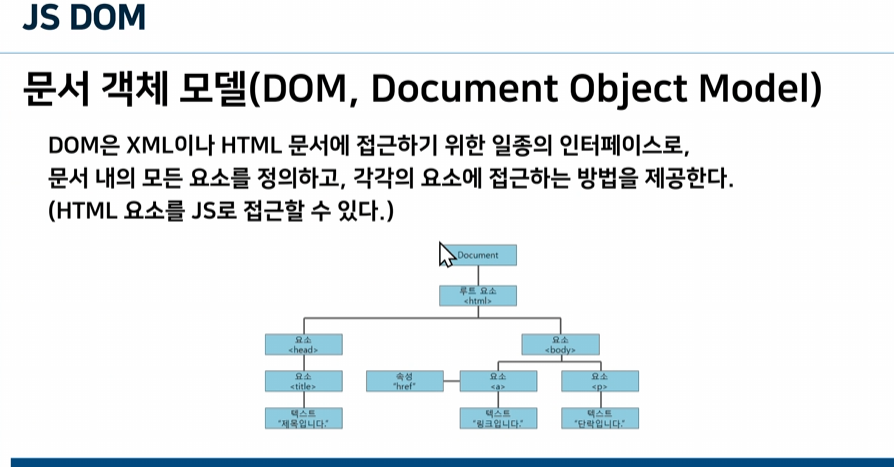 JS DOM
문서 객체 모델(DOM, Document Object Model)
DOM은 XML이나 HTML 문서에 접근하기 위한 일종의 인터페이스로,
문서 내의 모든 요소를 정의하고, 각각의 요소에 접근하는 방법을 제공한다.
(HTML 요소를 JS로 접근할 수 있다.)
Document
루트 요소
<html>
요소
<head>
요소
<body>
요소
<title>
속성
"href"
요소
<a>
요소
<p>
텍스트
"제목입니다."
텍스트
"링크입니다."
텍스트
"단락입니다."